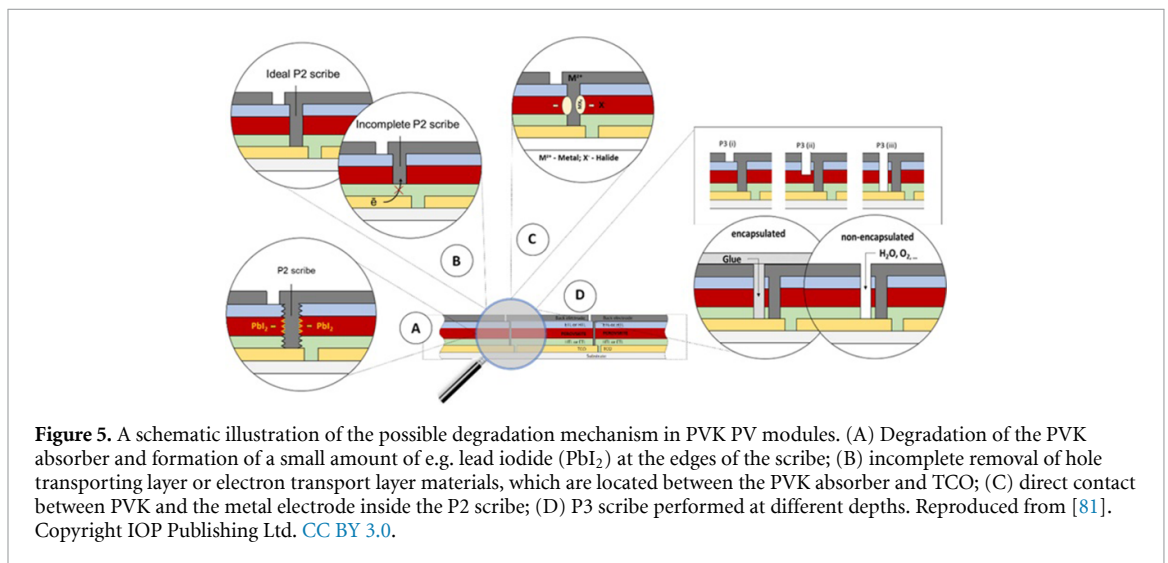 Ideal P2 scribe
Incomplete P2 scribe
ē
M²⁺
X⁻
M²⁺ - Metal; X⁻ - Halide
P3 (i)
P3 (ii)
P3 (iii)
encapsulated
non-encapsulated
Glue
H₂O, O₂,...
P2 scribe
PbI₂
PbI₂
A
B
C
D
TCO
TCO
Substrate
Figure 5. A schematic illustration of the possible degradation mechanism in PVK PV modules. (A) Degradation of the PVK
absorber and formation of a small amount of e.g. lead iodide (PbI₂) at the edges of the scribe; (B) incomplete removal of hole
transporting layer or electron transport layer materials, which are located between the PVK absorber and TCO; (C) direct contact
between PVK and the metal electrode inside the P2 scribe; (D) P3 scribe performed at different depths. Reproduced from [81].
Copyright IOP Publishing Ltd. CC BY 3.0.